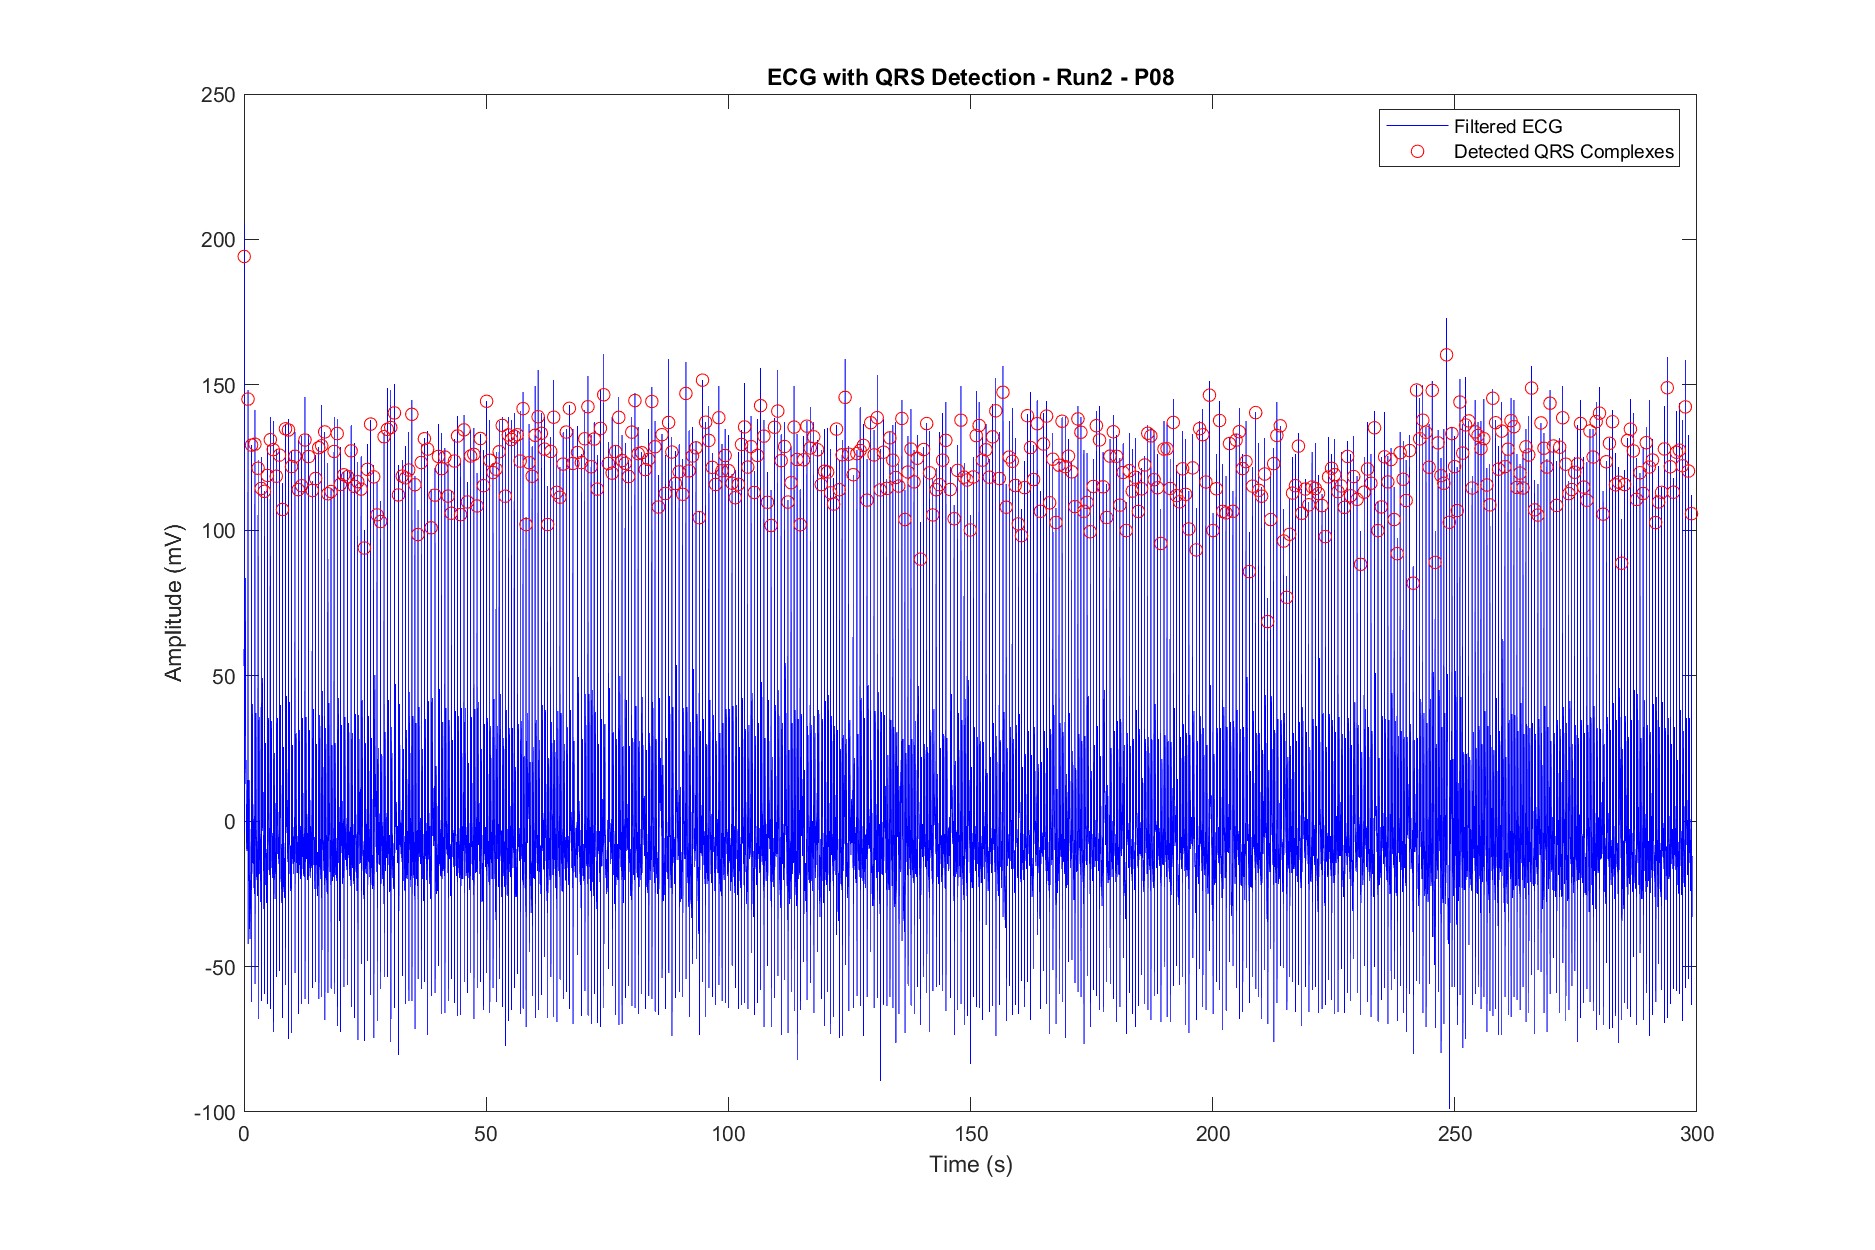 ECG with QRS Detection - Run2 - P08
Filtered ECG
Detected QRS Complexes
250
200
150
100
50
0
-50
-100
Amplitude (mV)
0 50 100 150 200 250 300
Time (s)